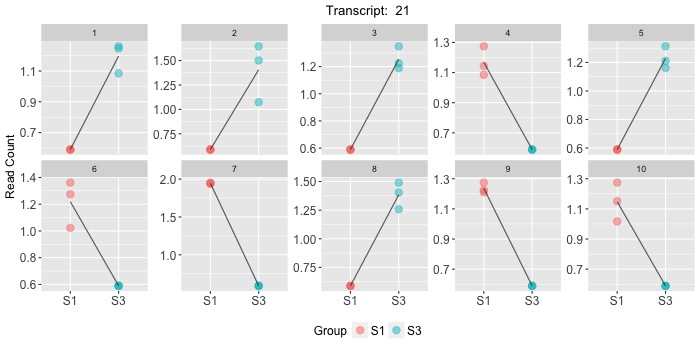 Transcript: 21
1 2 3 4 5
1.1 0.9 0.7
1.50 1.25 1.00 0.75
1.2 1.0 0.8 0.6
1.3 1.1 0.9 0.7
1.2 1.0 0.8 0.6
Read Count
6 7 8 9 10
1.4 1.2 1.0 0.8 0.6
2.0 1.5 1.0
1.50 1.25 1.00 0.75
1.3 1.1 0.9 0.7
1.3 1.1 0.9 0.7
S1 S3 S1 S3 S1 S3 S1 S3 S1 S3
Group S1 S3